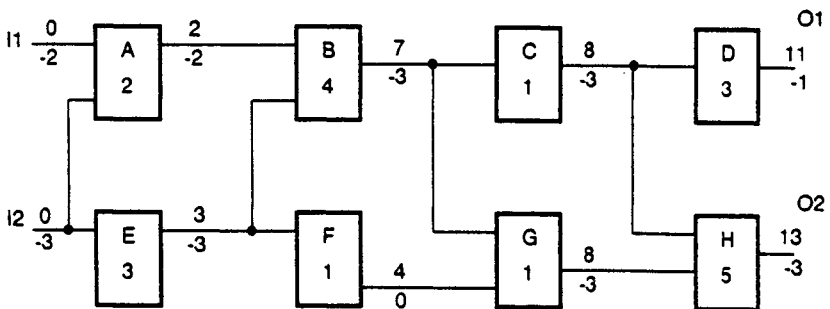 O1
I1 0 -2
A 2
2 -2
B 4
7 -3
C 1
8 -3
D 3
11 -1
I2 0 -3
E 3
3 -3
F 1
4 0
G 1
8 -3
H 5
O2
13 -3